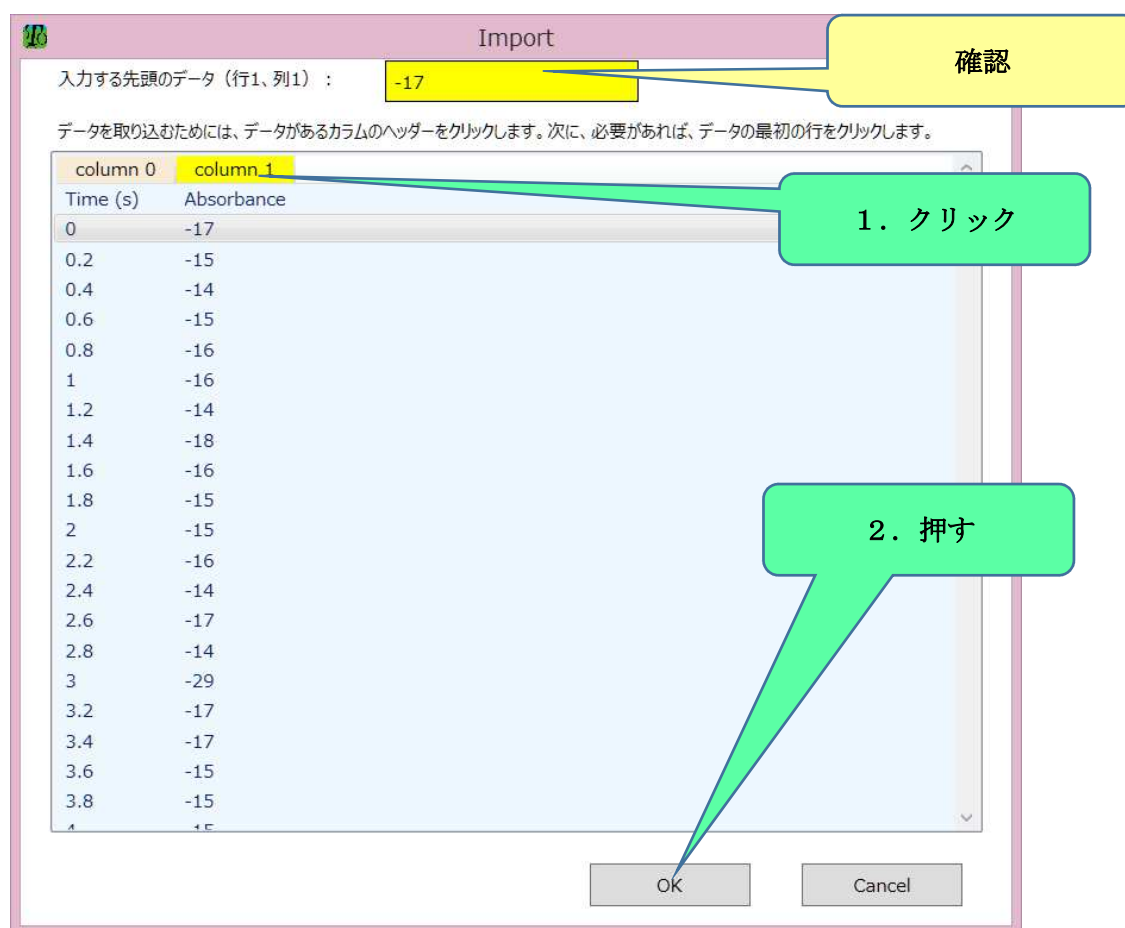 Import
確認
入力する先頭のデータ（行1、列1）： -17
データを取り込むためには、データがあるカラムのヘッダーをクリックします。次に、必要があれば、データの最初の行をクリックします。
column 0 column 1
1．クリック
Time (s) Absorbance
0 -17
0.2 -15
0.4 -14
0.6 -15
0.8 -16
1 -16
1.2 -14
1.4 -18
1.6 -16
1.8 -15
2 -15
2．押す
2.2 -16
2.4 -14
2.6 -17
2.8 -14
3 -29
3.2 -17
3.4 -17
3.6 -15
3.8 -15
4 -15
OK Cancel